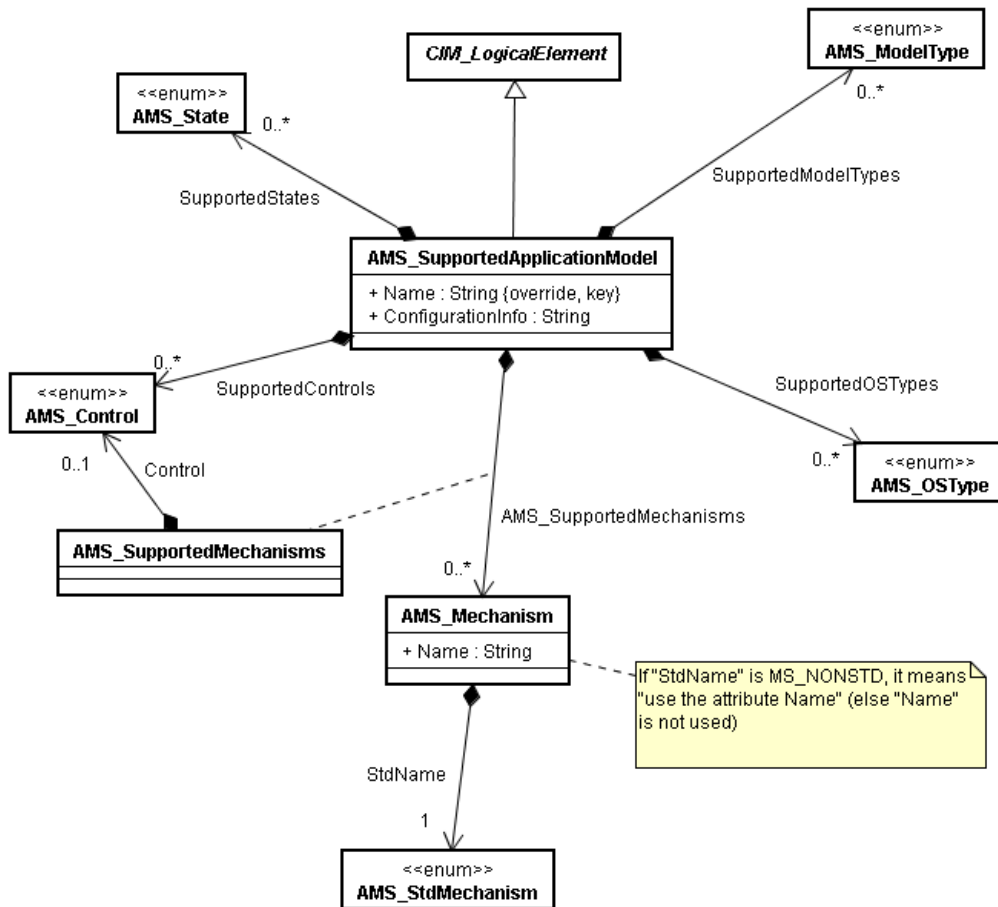 <<enum>>
AMS_ModelType
0..*
CIM_LogicalElement
<<enum>>
AMS_State
0..*
SupportedStates
SupportedModelTypes
AMS_SupportedApplicationModel
+ Name : String {override, key}
+ ConfigurationInfo : String
0..*
SupportedControls
SupportedOSTypes
<<enum>>
AMS_Control
0..1
Control
0..*
<<enum>>
AMS_OSType
AMS_SupportedMechanisms
AMS_SupportedMechanisms
0..*
AMS_Mechanism
+ Name : String
If "StdName" is MS_NONSTD, it means
"use the attribute Name" (else "Name"
is not used)
StdName
1
<<enum>>
AMS_StdMechanism